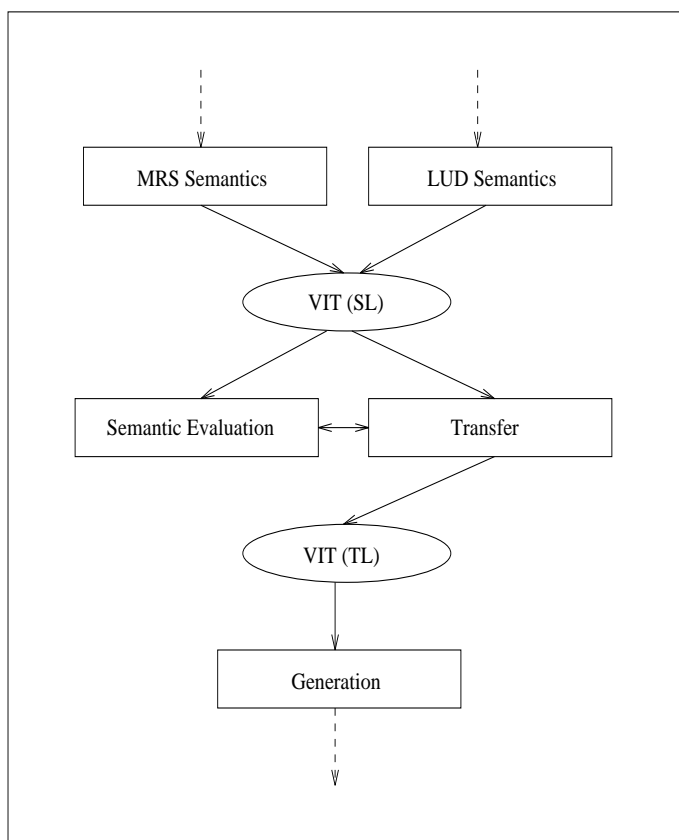 MRS Semantics
LUD Semantics
VIT (SL)
Semantic Evaluation
Transfer
VIT (TL)
Generation